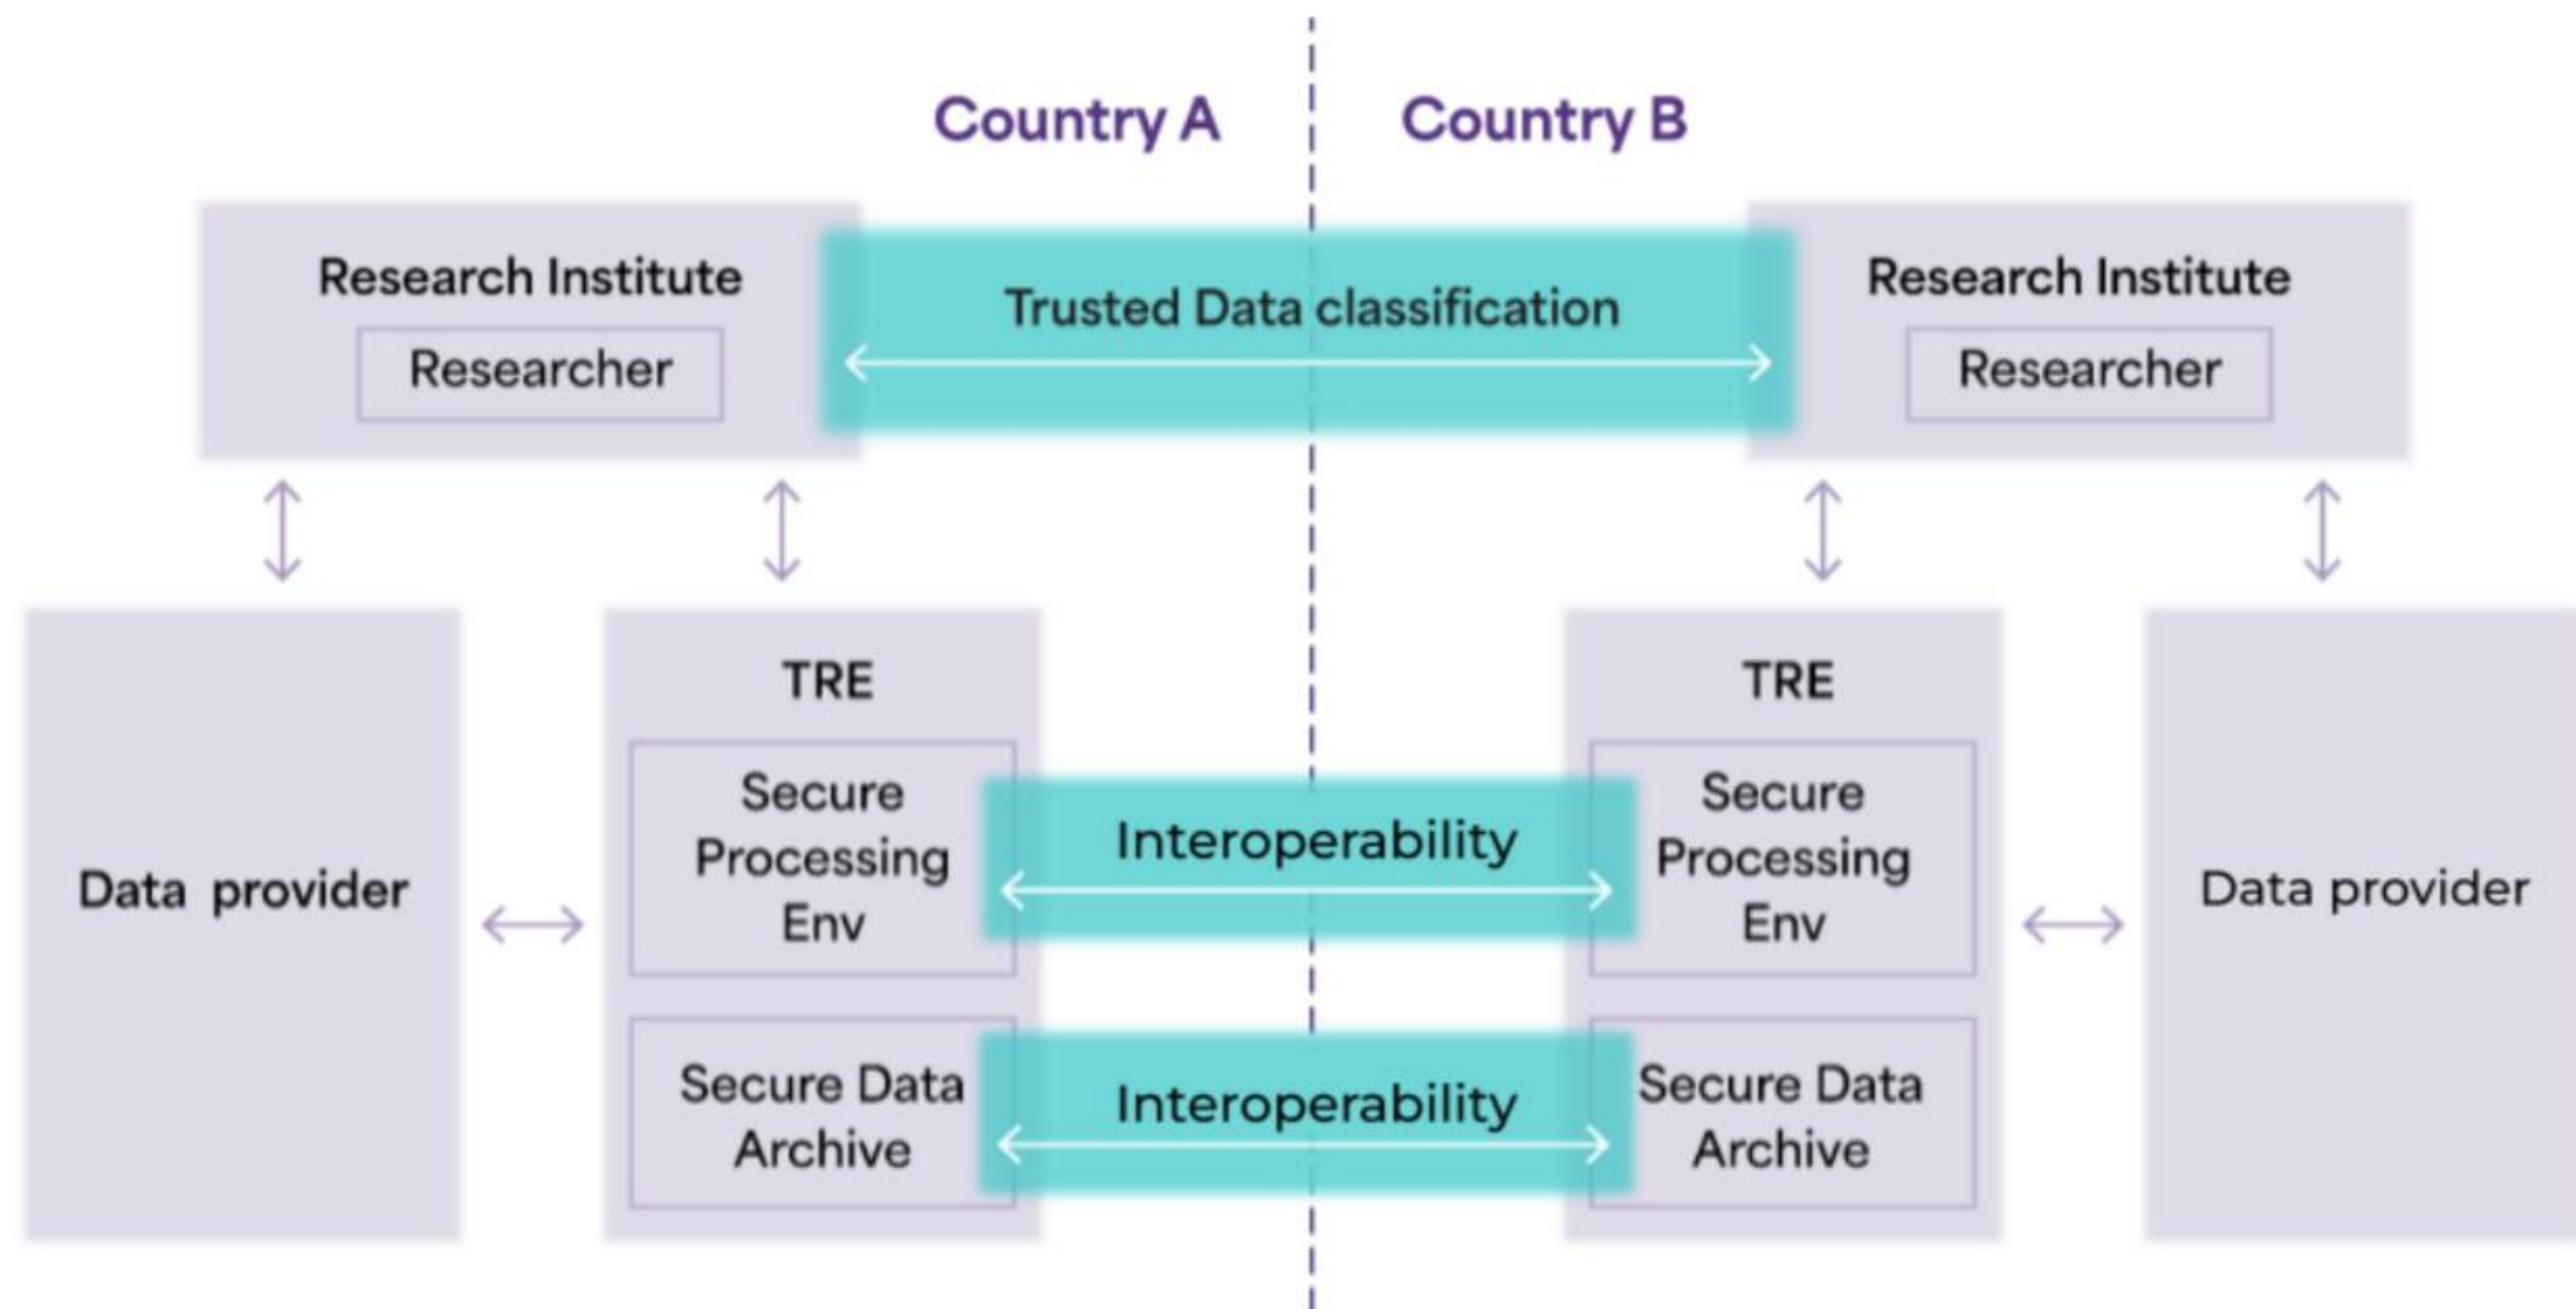 Country A
Country B
Research Institute
Researcher
Trusted Data classification
Research Institute
Researcher
Data  provider
TRE
Secure
Processing
Env
Secure Data
Archive
Interoperability
Interoperability
TRE
Secure
Processing
Env
Secure Data
Archive
Data provider